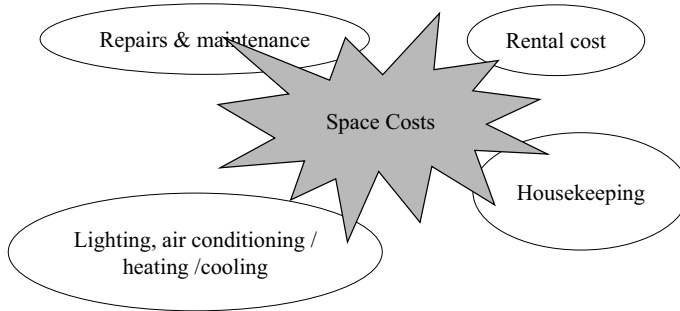 Repairs & maintenance
Rental cost
Space Costs
Housekeeping
Lighting, air conditioning /
heating /cooling